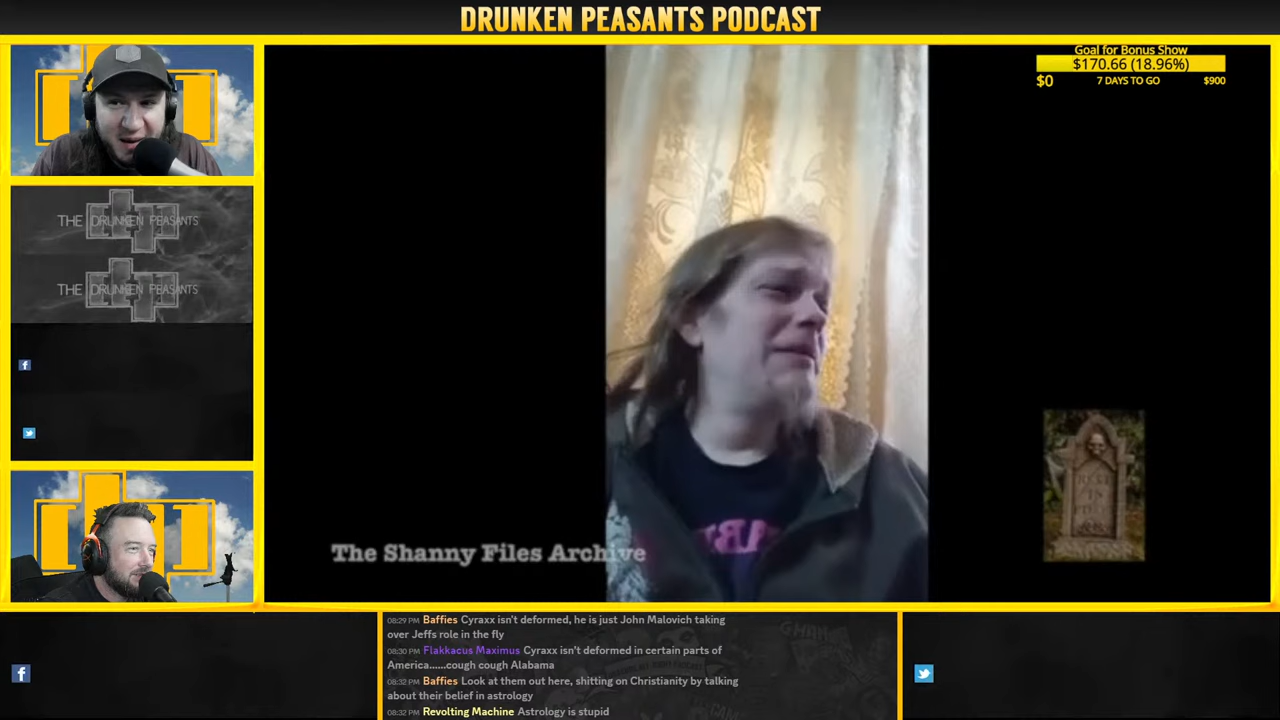 DRUNKEN PEASANTS PODCAST
Goal for Bonus Show
$170.66 (18.96%)
$0 7 DAYS TO GO $900
THE DRUNKEN PEASANTS
THE DRUNKEN PEASANTS
The Shanny Files Archive
08:29 PM Baffies Cyraxx isn't deformed, he is just John Malovich taking
over Jeffs role in the fly
08:30 PM Flakkacus Maximus Cyraxx isn't deformed in certain parts of
America......cough cough Alabama
08:32 PM Baffies Look at them out here, shitting on Christianity by talking
about their belief in astrology
08:32 PM Revolting Machine Astrology is stupid